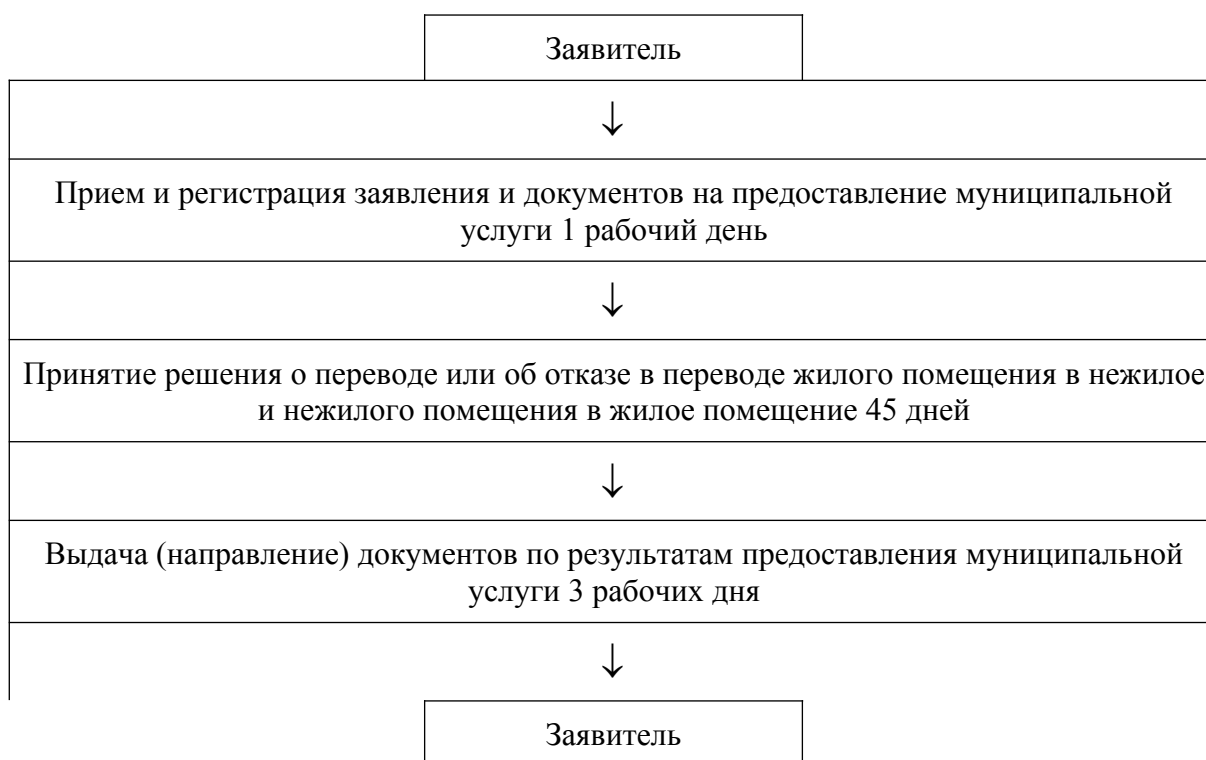 Заявитель
↓
Прием и регистрация заявления и документов на предоставление муниципальной
услуги 1 рабочий день
↓
Принятие решения о переводе или об отказе в переводе жилого помещения в нежилое
и нежилого помещения в жилое помещение 45 дней
↓
Выдача (направление) документов по результатам предоставления муниципальной
услуги 3 рабочих дня
↓
Заявитель